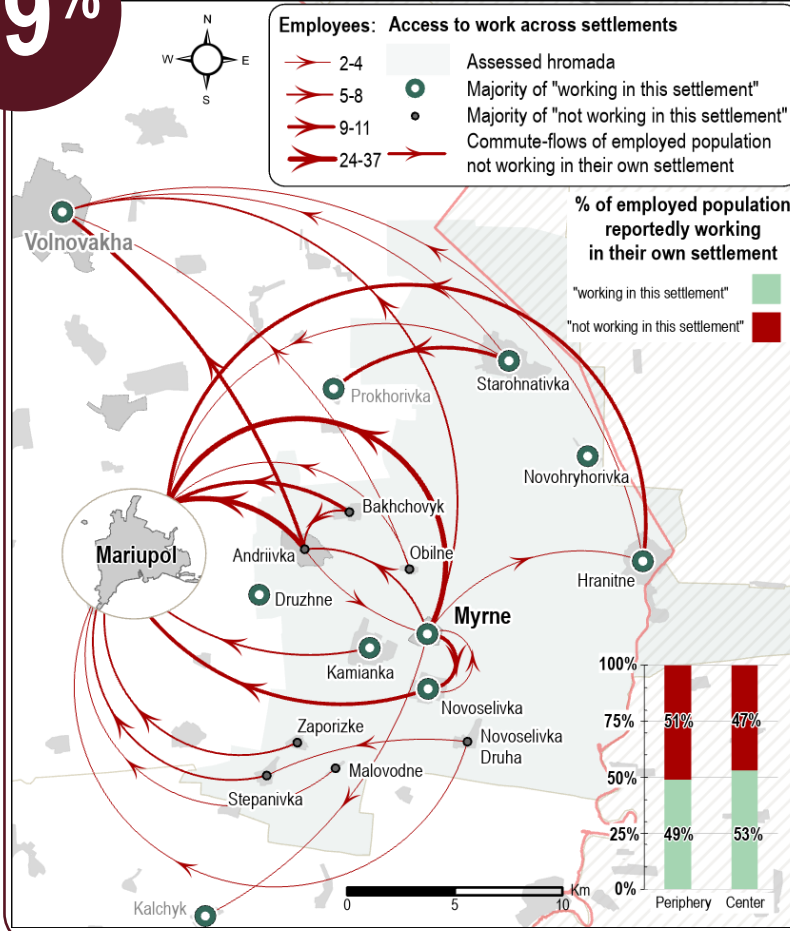 9%
N
W
E
S
Employees: Access to work across settlements
2-4
5-8
9-11
24-37
Assessed hromada
Majority of "working in this settlement"
Majority of "not working in this settlement"
Commute-flows of employed population
not working in their own settlement
% of employed population
reportedly working
in their own settlement
"working in this settlement"
"not working in this settlement"
Volnovakha
Starohnativka
Prokhorivka
Novohryhorivka
Bakhchovyk
Mariupol
Andriivka
Obilne
Hranitne
Druzhne
Myrne
Kamianka
Novoselivka
Zaporizke
Novoselivka
Druha
Malovodne
Stepanivka
Kalchyk
0
5
10
Km
100%
75%
50%
25%
0%
51%
47%
49%
53%
Periphery
Center